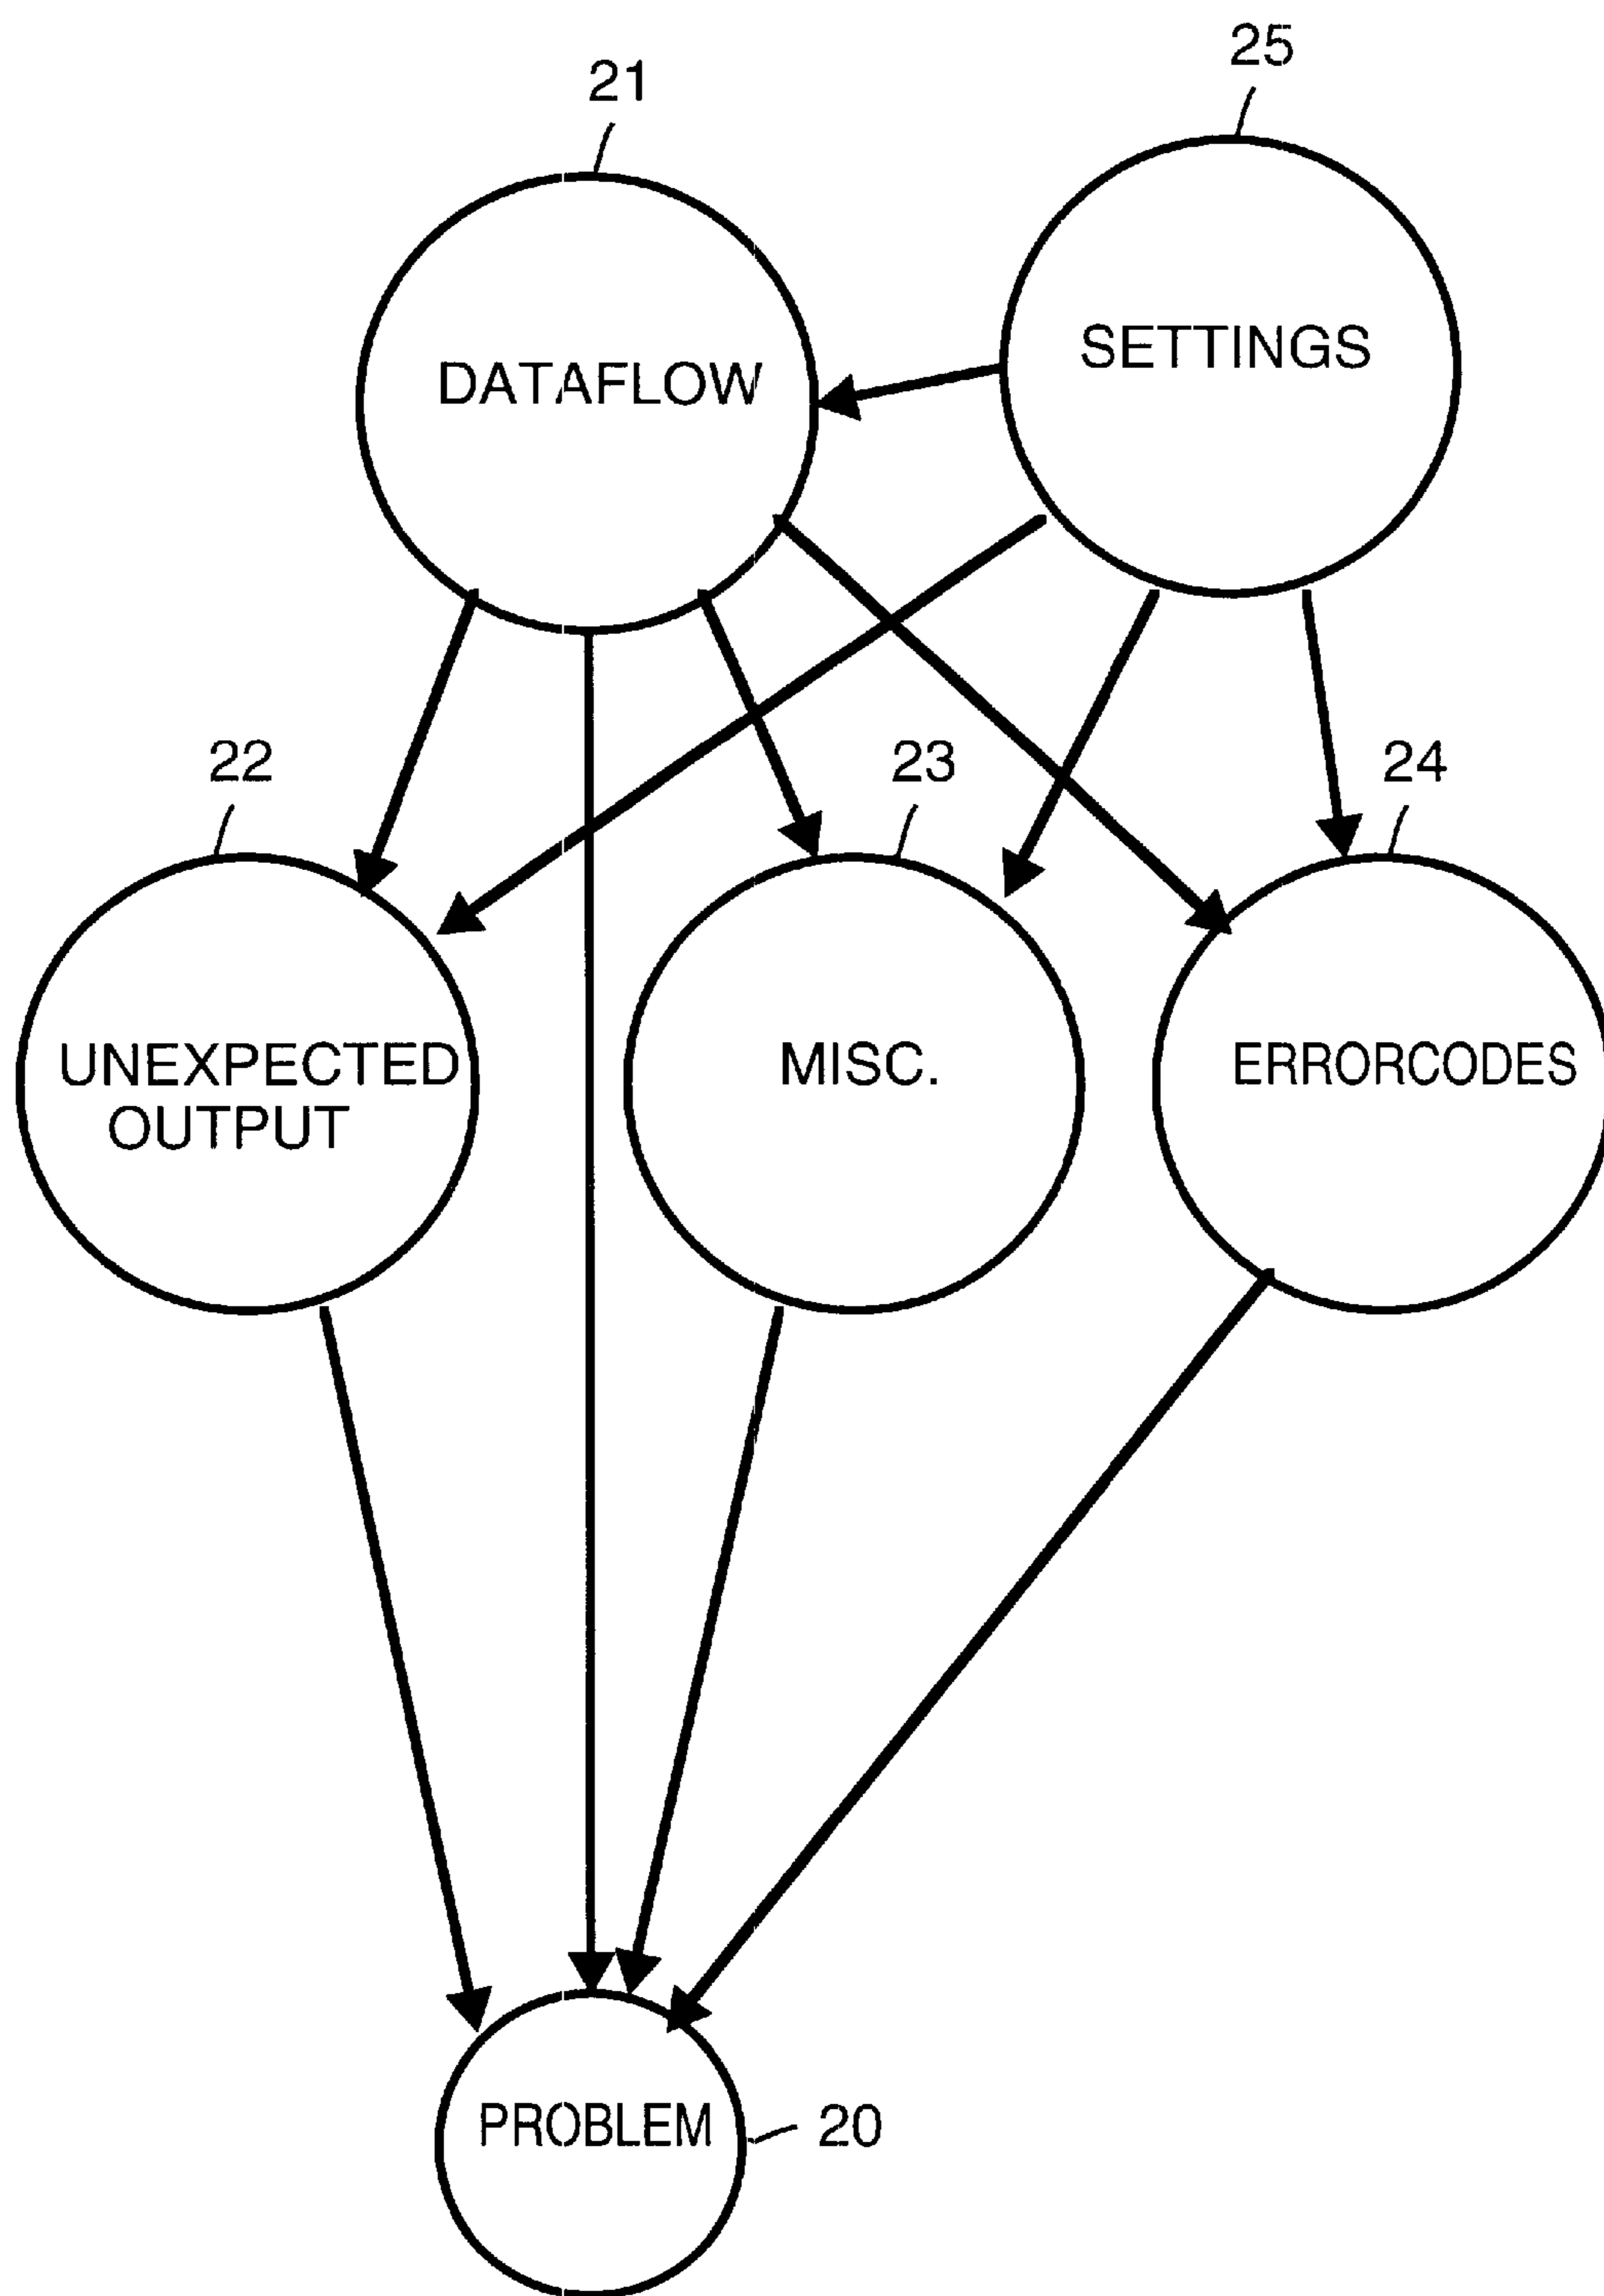 25
21
SETTINGS
DATAFLOW
22
23
24
UNEXPECTED
OUTPUT
MISC.
ERRORCODES
PROBLEM
20